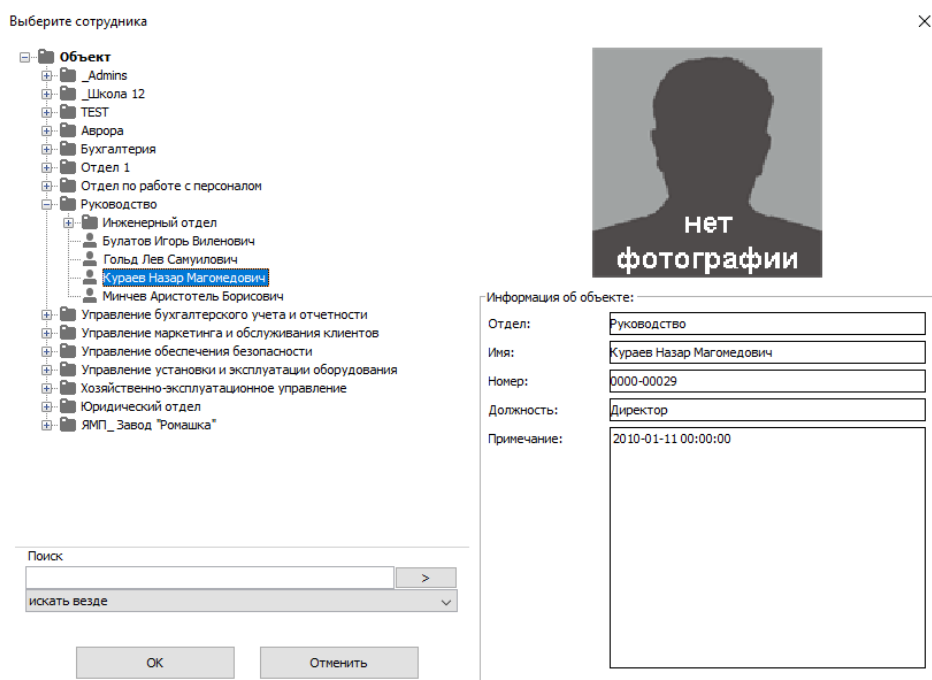 Выберите сотрудника
Объект
_Admins
_Школа 12
TEST
Аврора
Бухгалтерия
Отдел 1
Отдел по работе с персоналом
Руководство
Инженерный отдел
Булатов Игорь Виленович
Гольд Лев Самуилович
Кураев Назар Магомедович
Минчев Аристотель Борисович
Управление бухгалтерского учета и отчетности
Управление маркетинга и обслуживания клиентов
Управление обеспечения безопасности
Управление установки и эксплуатации оборудования
Хозяйственно-эксплуатационное управление
Юридический отдел
ЯМП_ Завод "Ромашка"
Поиск
>
искать везде
ОК
Отменить
нет
фотографии
Информация об объекте:
Отдел: Руководство
Имя: Кураев Назар Магомедович
Номер: 0000-00029
Должность: Директор
Примечание: 2010-01-11 00:00:00